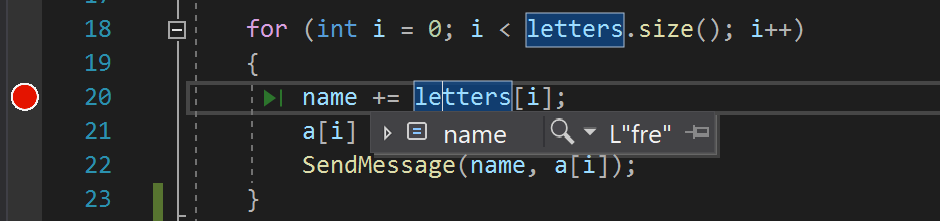 18 for (int i = 0; i < letters.size(); i++)
19 {
20 name += letters[i];
21 a[i] name L"fre"
22 SendMessage(name, a[i]);
23 }